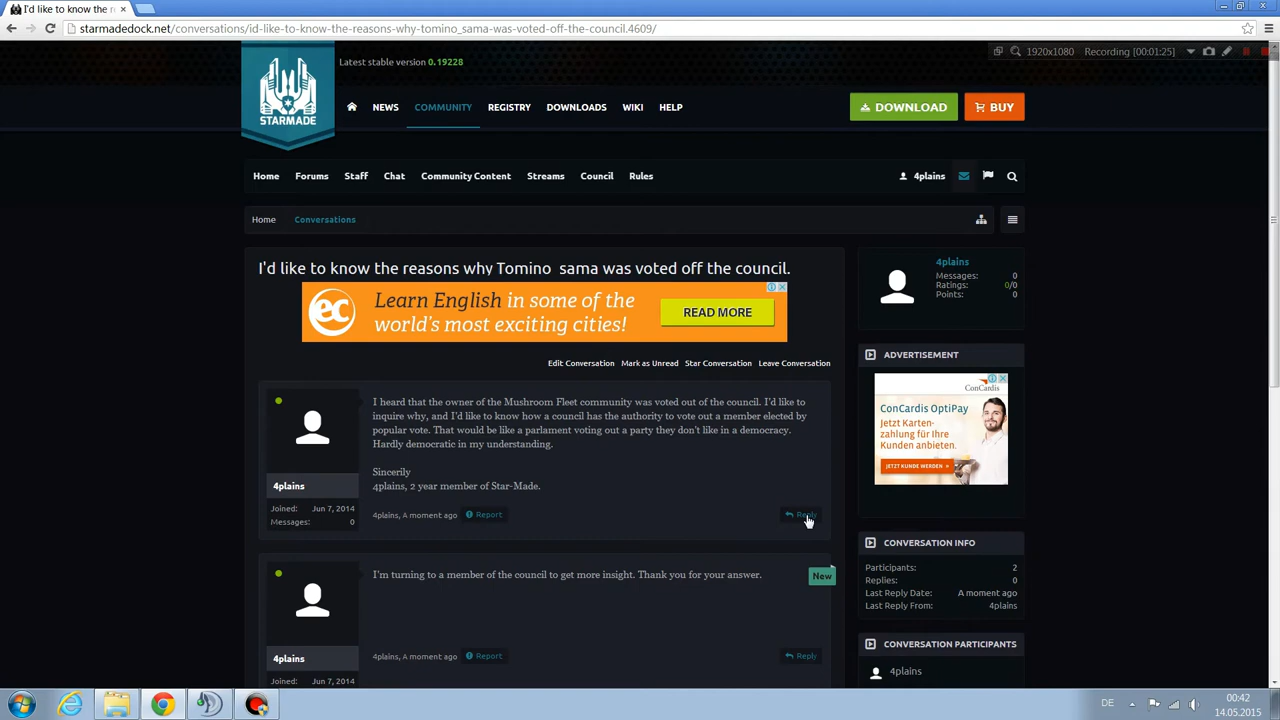 I'd like to know the r
starmadedock.net/conversations/id-like-to-know-the-reasons-why-tomino_sama-was-voted-off-the-council.4609/
1920x1080 Recording [00:01:25]
STARMADE
Latest stable version 0.19228
NEWS COMMUNITY REGISTRY DOWNLOADS WIKI HELP
DOWNLOAD BUY
Home Forums Staff Chat Community Content Streams Council Rules 4plains
Home Conversations
I'd like to know the reasons why Tomino_sama was voted off the council.
ec Learn English in some of the
world's most exciting cities!
READ MORE
Edit Conversation Mark as Unread Star Conversation Leave Conversation
I heard that the owner of the Mushroom Fleet community was voted out of the council. I'd like to
inquire why, and I'd like to know how a council has the authority to vote out a member elected by
popular vote. That would be like a parlament voting out a party they don't like in a democracy.
Hardly democratic in my understanding.
Sincerily
4plains, 2 year member of Star-Made.
4plains
Joined: Jun 7, 2014
Messages: 0
4plains, A moment ago Report Reply
I'm turning to a member of the council to get more insight. Thank you for your answer.
New
4plains, A moment ago Report Reply
4plains
Joined: Jun 7, 2014
4plains
Messages: 0
Ratings: 0/0
Points: 0
ADVERTISEMENT
ConCardis
ConCardis OptiPay
Jetzt Karten-
zahlung für Ihre
Kunden anbieten.
JETZT KUNDE WERDEN »
CONVERSATION INFO
Participants: 2
Replies: 0
Last Reply Date: A moment ago
Last Reply From: 4plains
CONVERSATION PARTICIPANTS
4plains
DE
00:42
14.05.2015